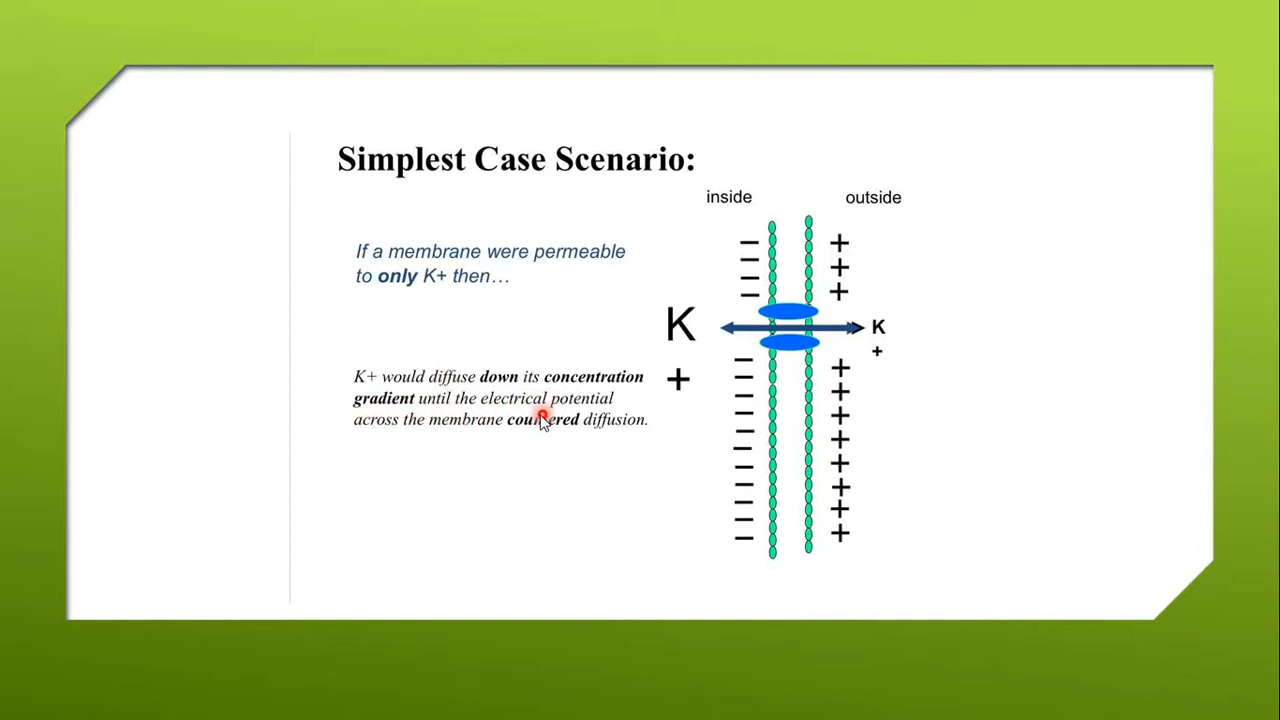 Simplest Case Scenario:
inside
outside
If a membrane were permeable
to only K+ then…
K
+
K
+
K+ would diffuse down its concentration
gradient until the electrical potential
across the membrane countered diffusion.
− − − −
+ + +
− − − − − − − − − − −
+ + + + + + + +